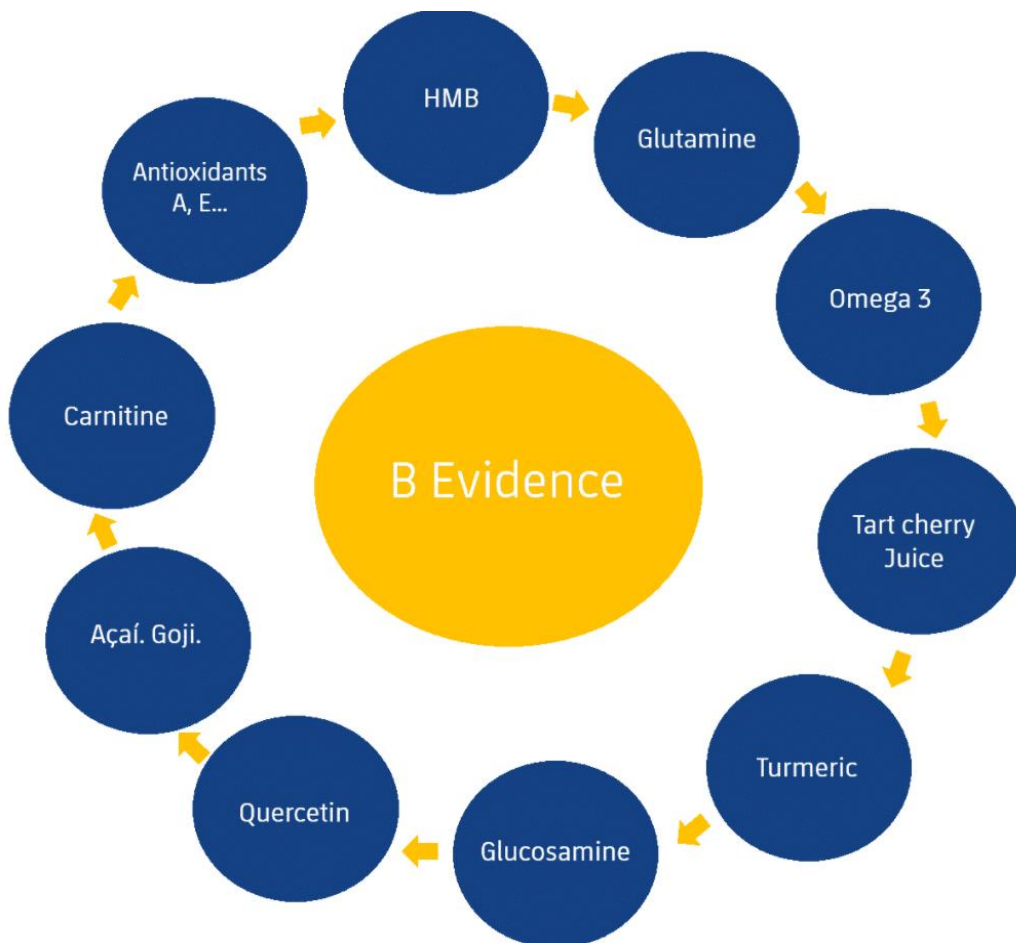 HMB
Glutamine
Omega 3
Tart cherry
Juice
Turmeric
Glucosamine
Quercetin
Açaí. Goji.
Carnitine
Antioxidants
A, E...
B Evidence